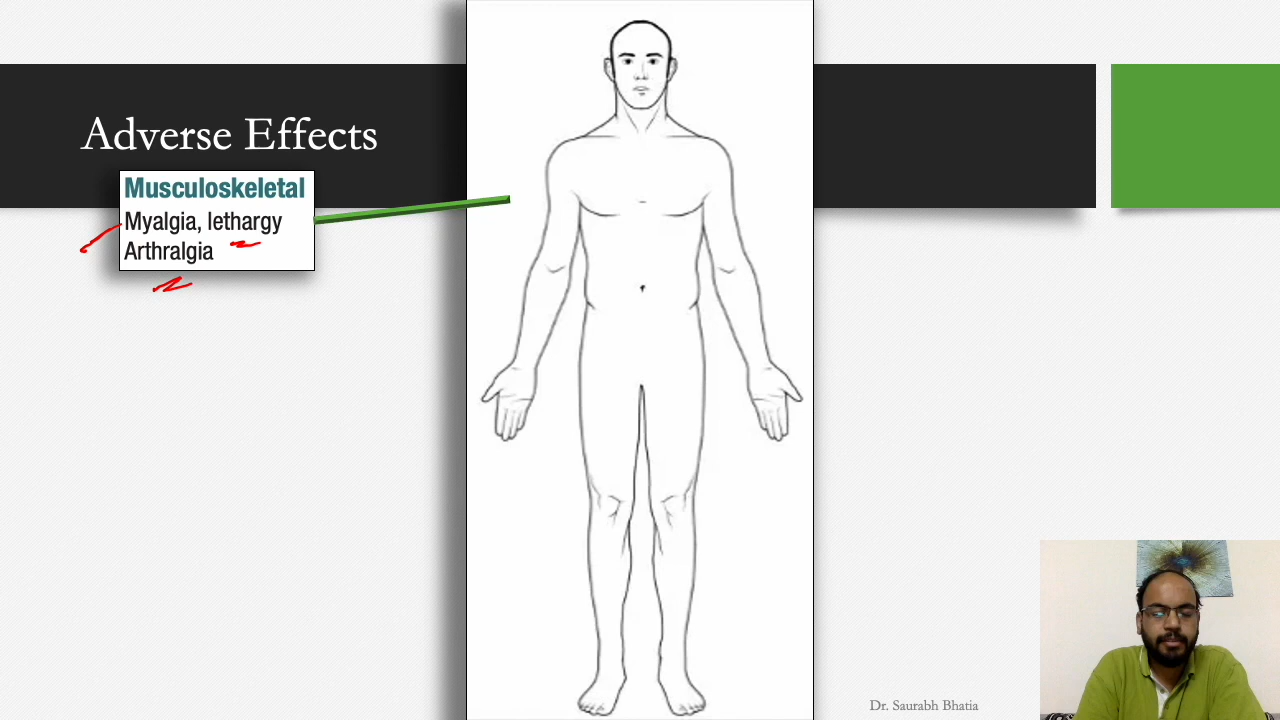 Adverse Effects
Musculoskeletal
Myalgia, lethargy
Arthralgia
Dr. Saurabh Bhatia